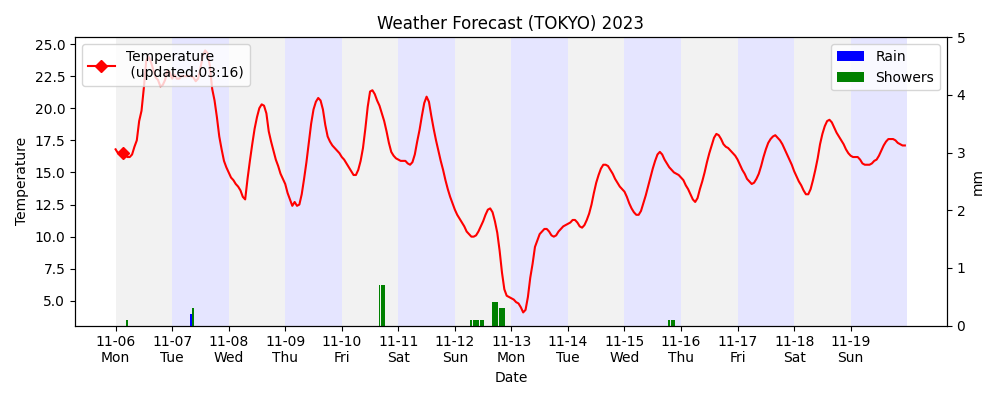 Weather Forecast (TOKYO) 2023
Temperature
(updated:03:16)
Rain
Showers
25.0
22.5
20.0
17.5
15.0
12.5
10.0
7.5
5.0
Temperature
5
4
3
2
1
0
mm
11-06 11-07 11-08 11-09 11-10 11-11 11-12 11-13 11-14 11-15 11-16 11-17 11-18 11-19
Mon Tue Wed Thu Fri Sat Sun Mon Tue Wed Thu Fri Sat Sun
Date